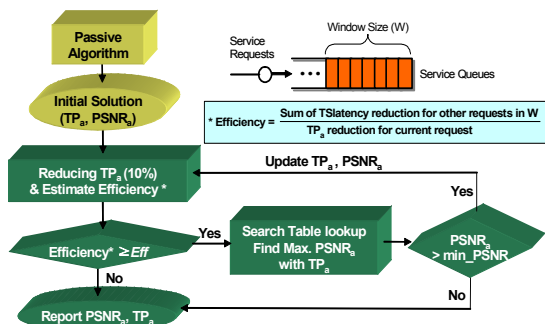 Passive
Algorithm
Initial Solution
(TPa, PSNRa)
Service
Requests
Window Size (W)
Service Queues
* Efficiency = Sum of TSlatency reduction for other requests in W
TPa reduction for current request
Reducing TPa (10%)
& Estimate Efficiency *
Update TPa , PSNRa
Yes
Efficiency* ≥ Eff
Yes
Search Table lookup
Find Max. PSNRa
with TPa
PSNRa
> min_PSNR
No
No
Report PSNRa, TPa